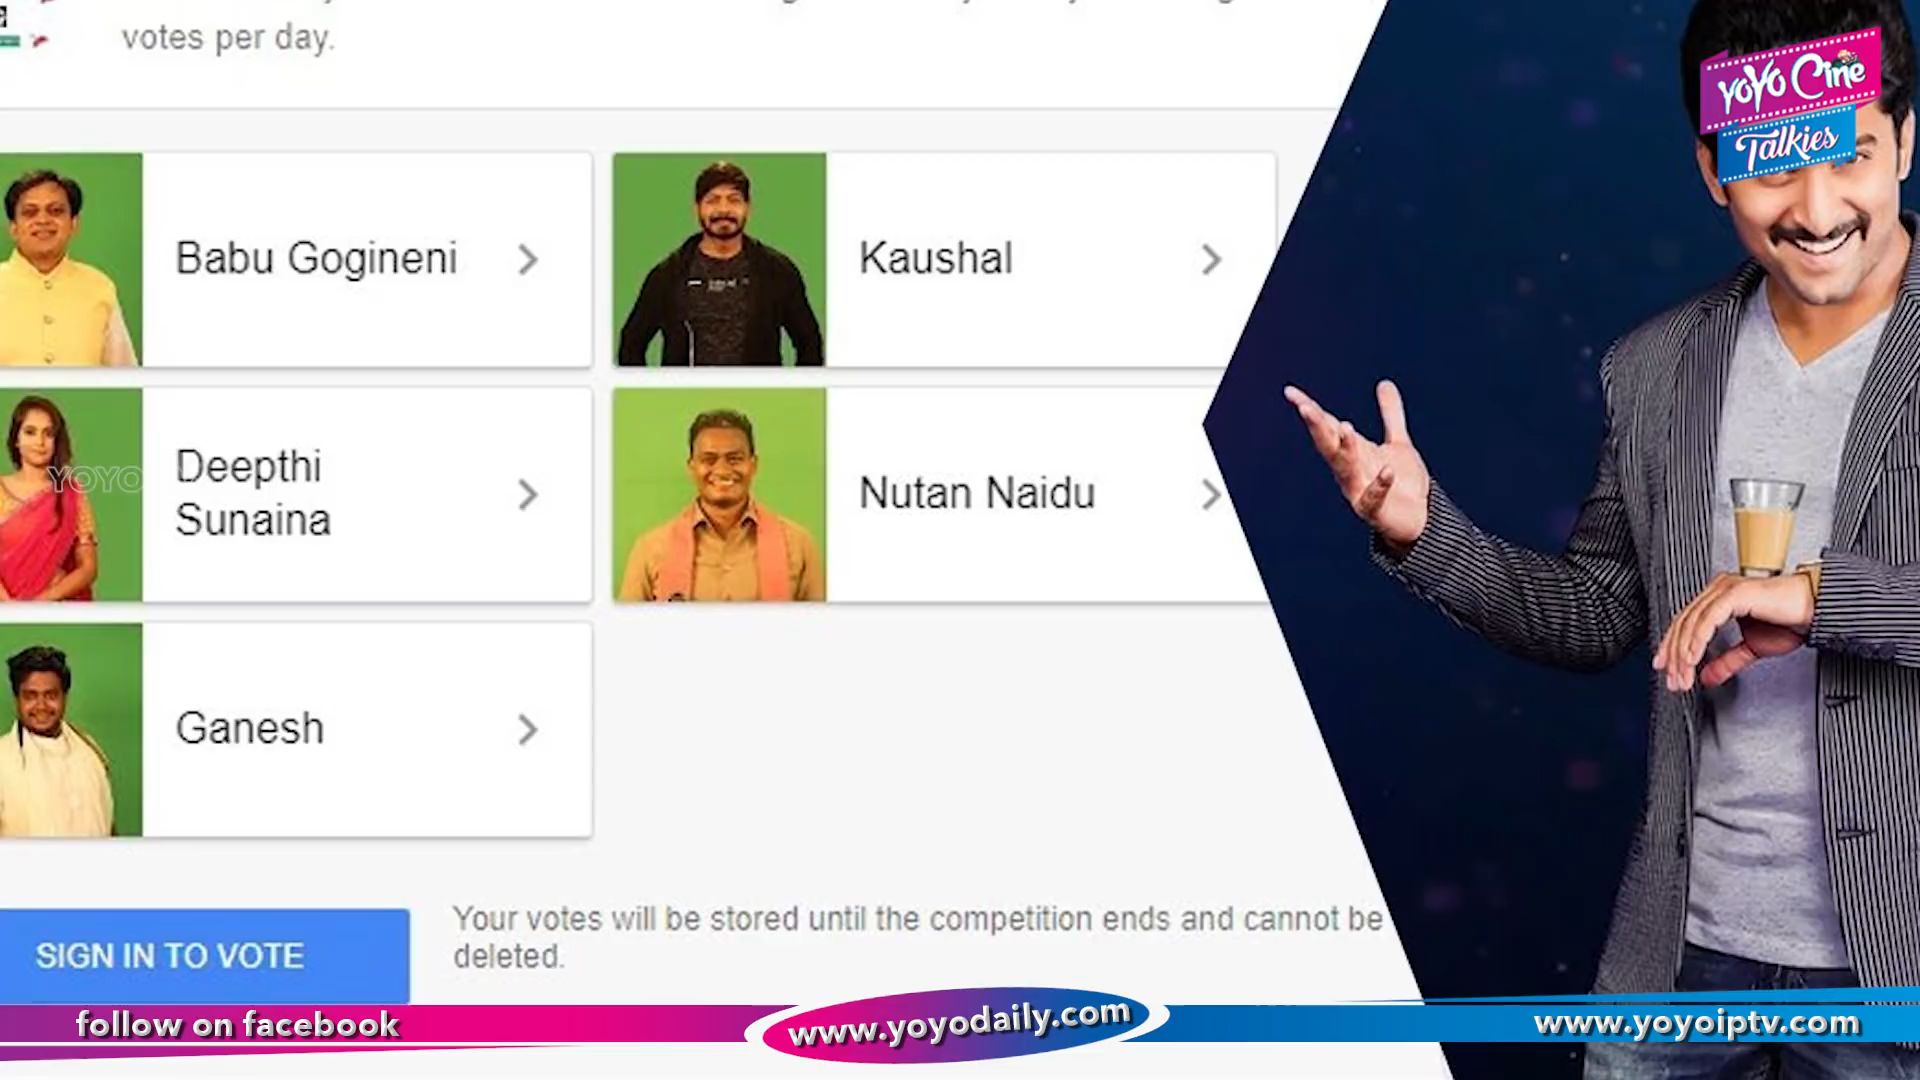 votes per day.
YOYO Cine
Talkies
Babu Gogineni
Kaushal
Deepthi
Sunaina
YOYO
Nutan Naidu
Ganesh
SIGN IN TO VOTE
Your votes will be stored until the competition ends and cannot be
deleted.
follow on facebook
www.yoyodaily.com
www.yoyoiptv.com